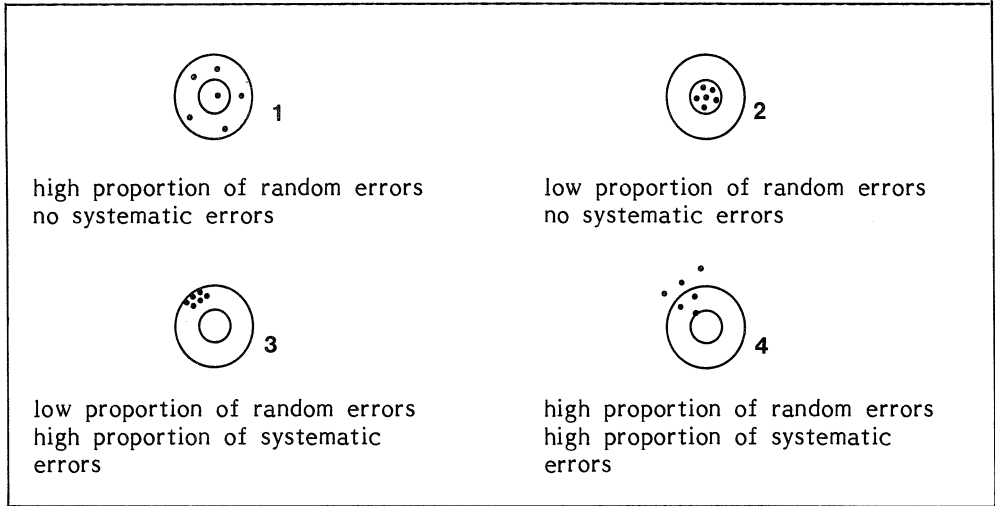 1
high proportion of random errors
no systematic errors
2
low proportion of random errors
no systematic errors
3
low proportion of random errors
high proportion of systematic
errors
4
high proportion of random errors
high proportion of systematic
errors